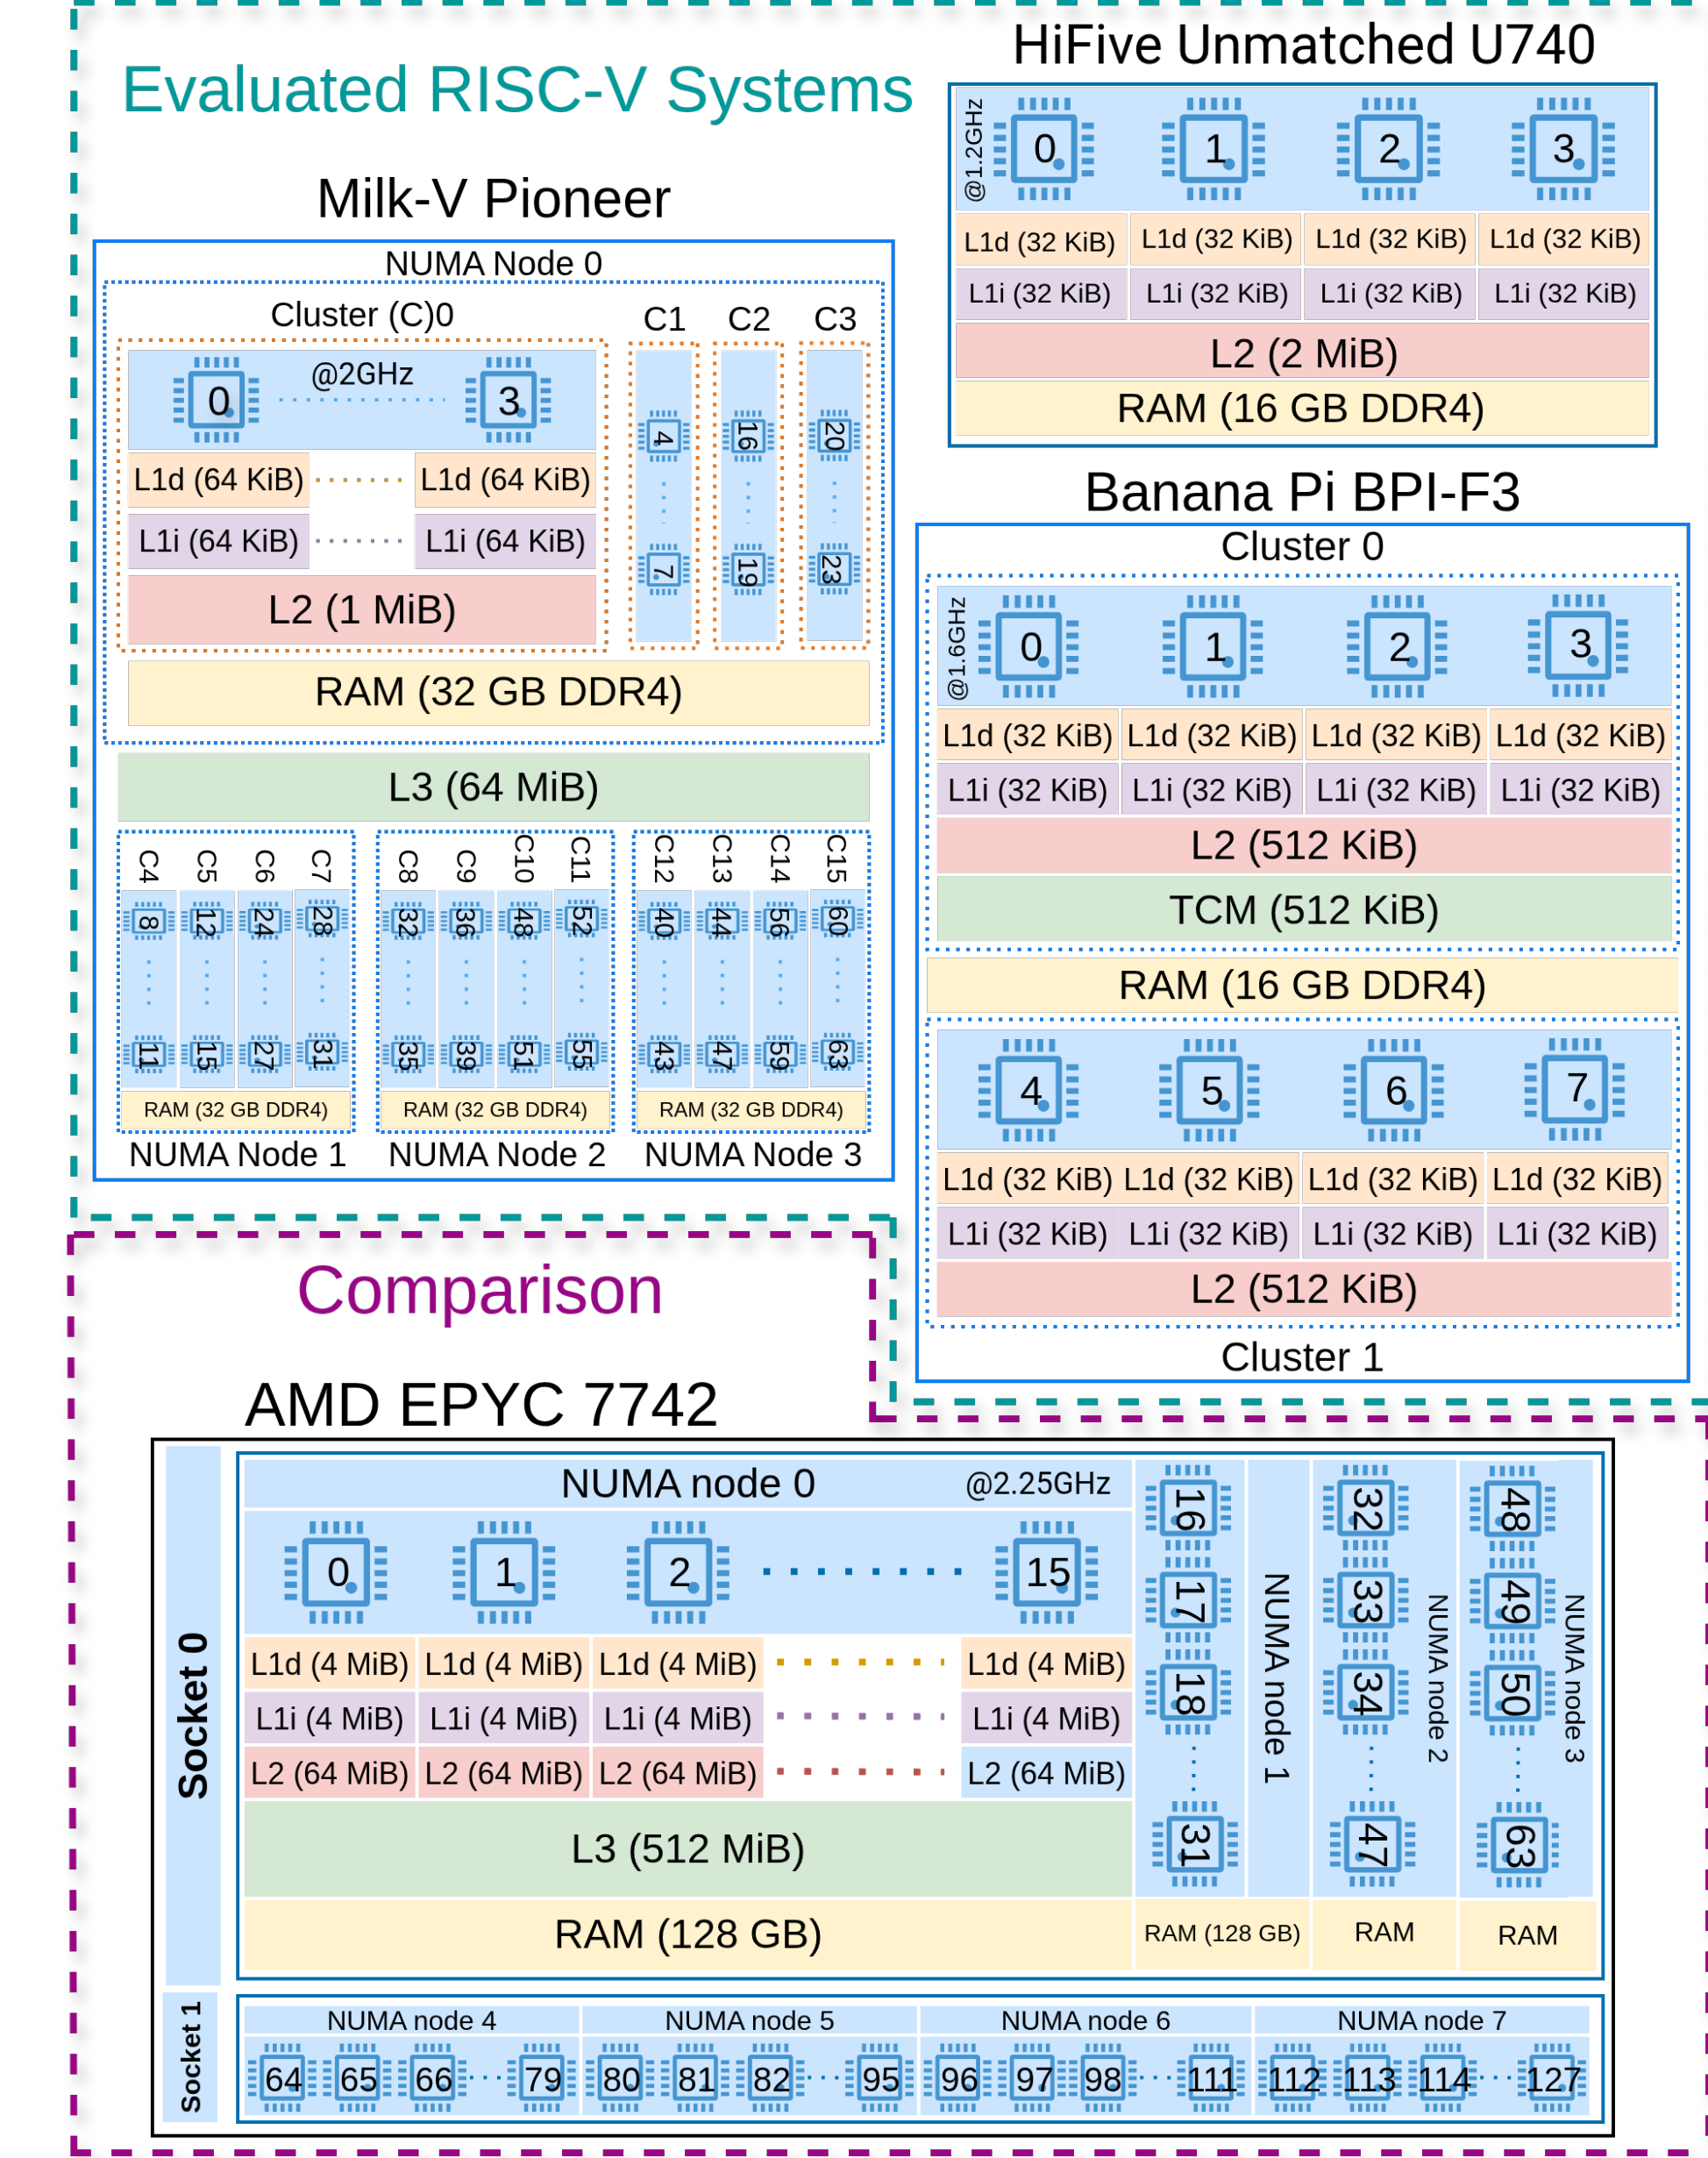 Evaluated RISC-V Systems
Milk-V Pioneer
NUMA Node 0
Cluster (C)0
C1 C2 C3
0 @2GHz 3
4 16 20
7 19 23
L1d (64 KiB) L1d (64 KiB)
L1i (64 KiB) L1i (64 KiB)
L2 (1 MiB)
RAM (32 GB DDR4)
L3 (64 MiB)
C4 C5 C6 C7 C8 C9 C10 C11 C12 C13 C14 C15
8 12 24 28 32 36 48 52 40 44 56 60
11 15 27 31 35 39 51 55 43 47 59 63
RAM (32 GB DDR4) RAM (32 GB DDR4) RAM (32 GB DDR4)
NUMA Node 1 NUMA Node 2 NUMA Node 3
HiFive Unmatched U740
@1.2GHz
0 1 2 3
L1d (32 KiB) L1d (32 KiB) L1d (32 KiB) L1d (32 KiB)
L1i (32 KiB) L1i (32 KiB) L1i (32 KiB) L1i (32 KiB)
L2 (2 MiB)
RAM (16 GB DDR4)
Banana Pi BPI-F3
Cluster 0
@1.6GHz
0 1 2 3
L1d (32 KiB) L1d (32 KiB) L1d (32 KiB) L1d (32 KiB)
L1i (32 KiB) L1i (32 KiB) L1i (32 KiB) L1i (32 KiB)
L2 (512 KiB)
TCM (512 KiB)
RAM (16 GB DDR4)
4 5 6 7
L1d (32 KiB) L1d (32 KiB) L1d (32 KiB) L1d (32 KiB)
L1i (32 KiB) L1i (32 KiB) L1i (32 KiB) L1i (32 KiB)
L2 (512 KiB)
Cluster 1
Comparison
AMD EPYC 7742
Socket 0
NUMA node 0 @2.25GHz
0 1 2 15
L1d (4 MiB) L1d (4 MiB) L1d (4 MiB) L1d (4 MiB)
L1i (4 MiB) L1i (4 MiB) L1i (4 MiB) L1i (4 MiB)
L2 (64 MiB) L2 (64 MiB) L2 (64 MiB) L2 (64 MiB)
L3 (512 MiB)
RAM (128 GB)
16 17 18 31
NUMA node 1
RAM (128 GB)
32 33 34 47
NUMA node 2
RAM
48 49 50 63
NUMA node 3
RAM
Socket 1
NUMA node 4 NUMA node 5 NUMA node 6 NUMA node 7
64 65 66 79 80 81 82 95 96 97 98 111 112 113 114 127